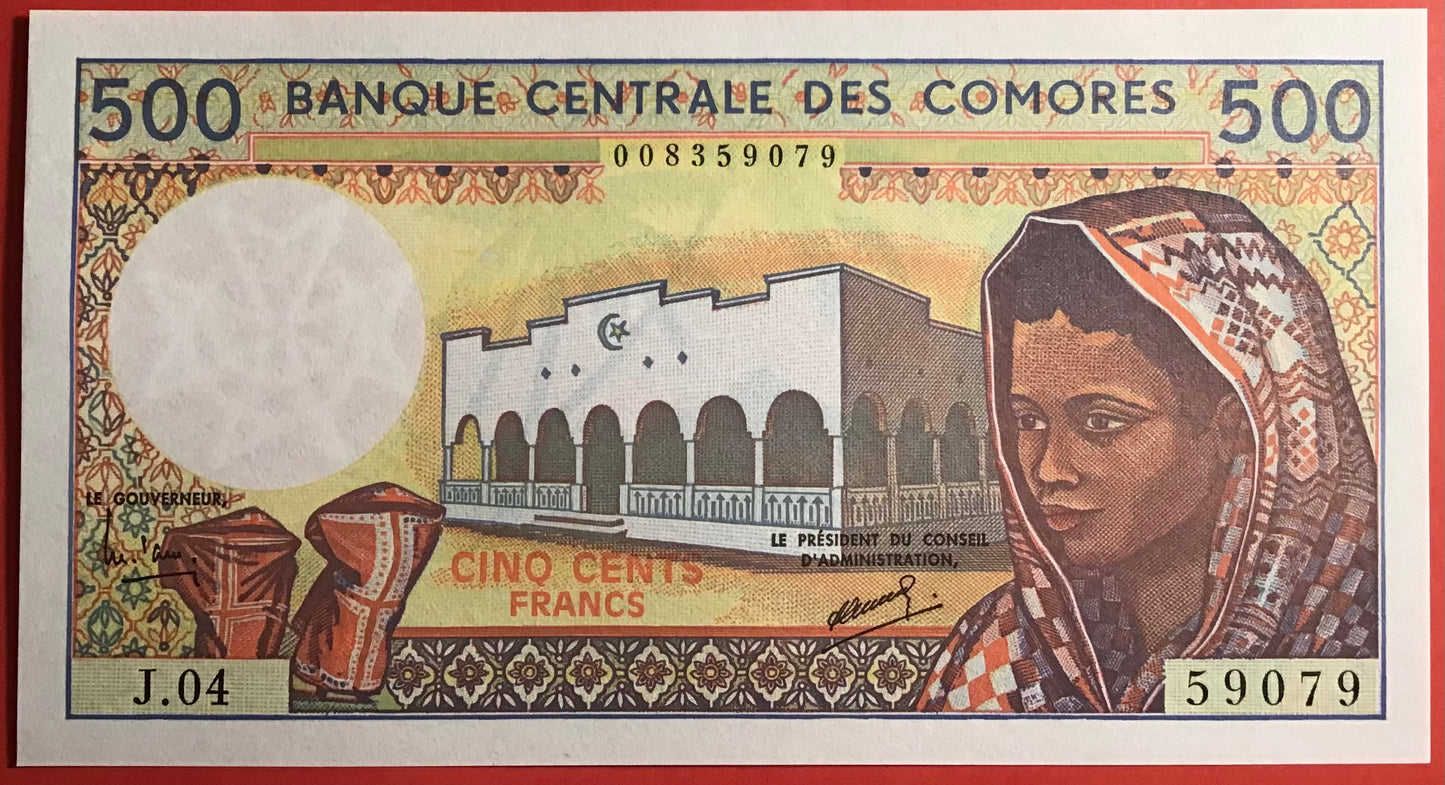 500 BANQUE CENTRALE DES COMORES 500
008359079
LE GOUVERNEUR,
LE PRÉSIDENT DU CONSEIL
D'ADMINISTRATION,
CINQ CENTS
FRANCS
J.04
59079